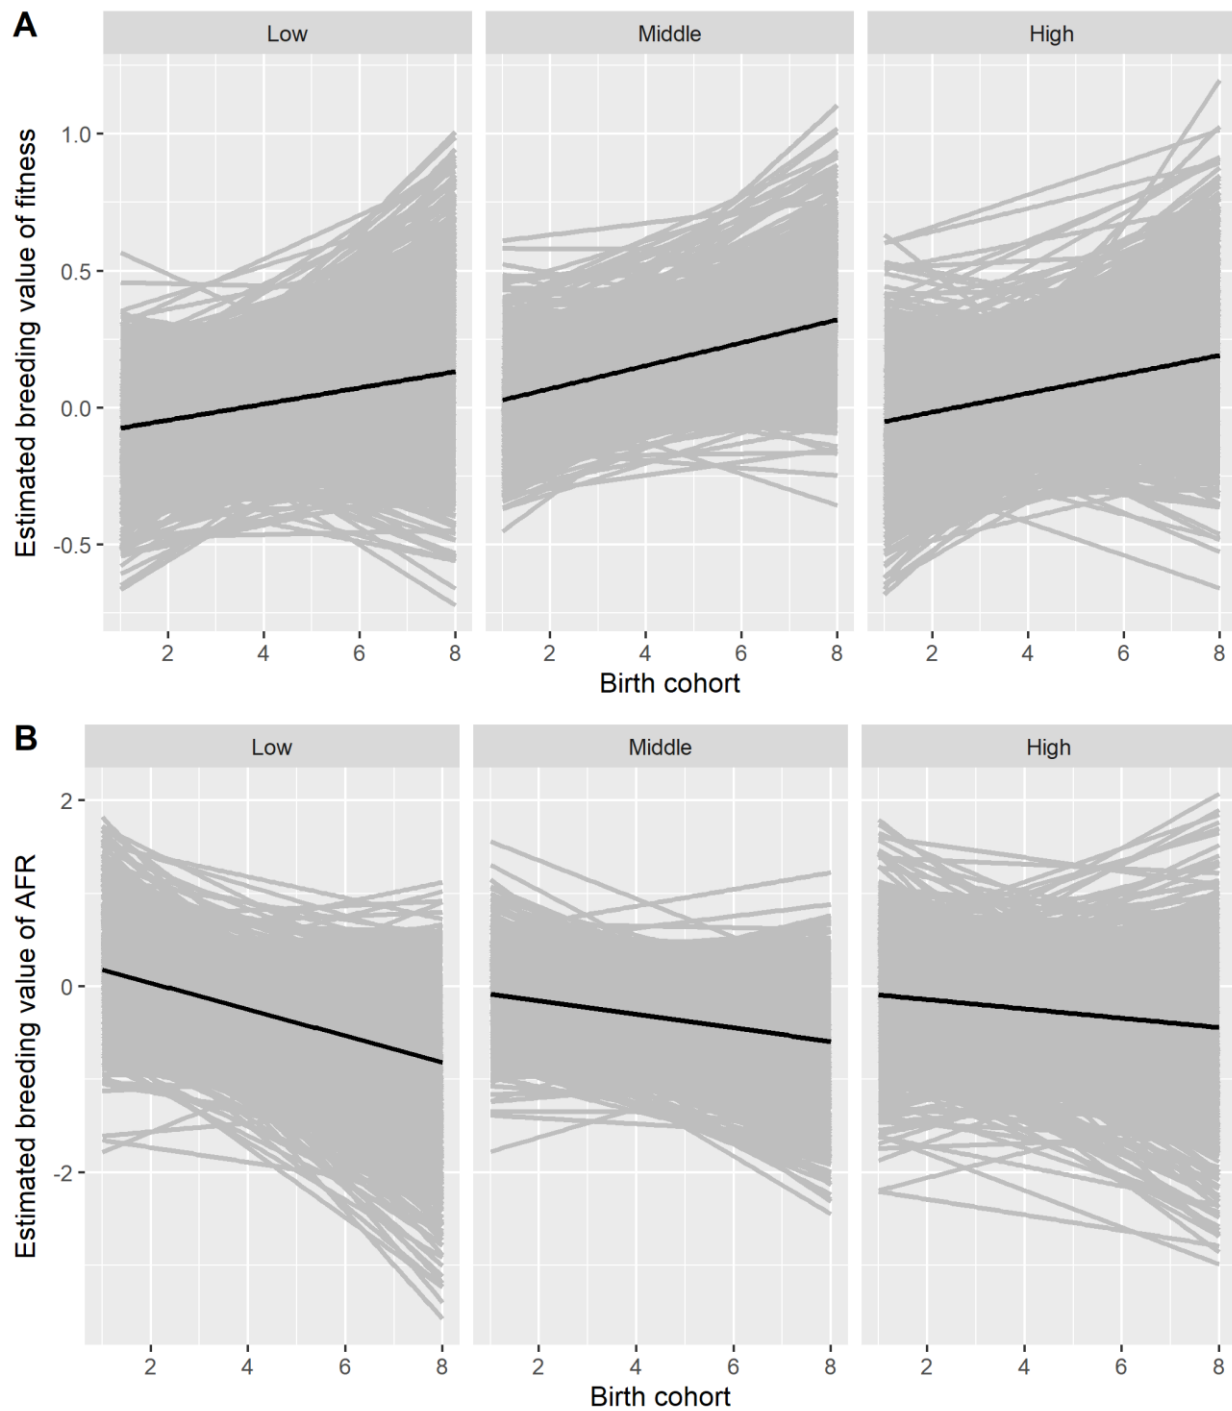 A
Low Middle High
Estimated breeding value of fitness
1.0
0.5
0.0
-0.5
2 4 6 8 2 4 6 8 2 4 6 8
Birth cohort
B
Low Middle High
Estimated breeding value of AFR
2
0
-2
2 4 6 8 2 4 6 8 2 4 6 8
Birth cohort